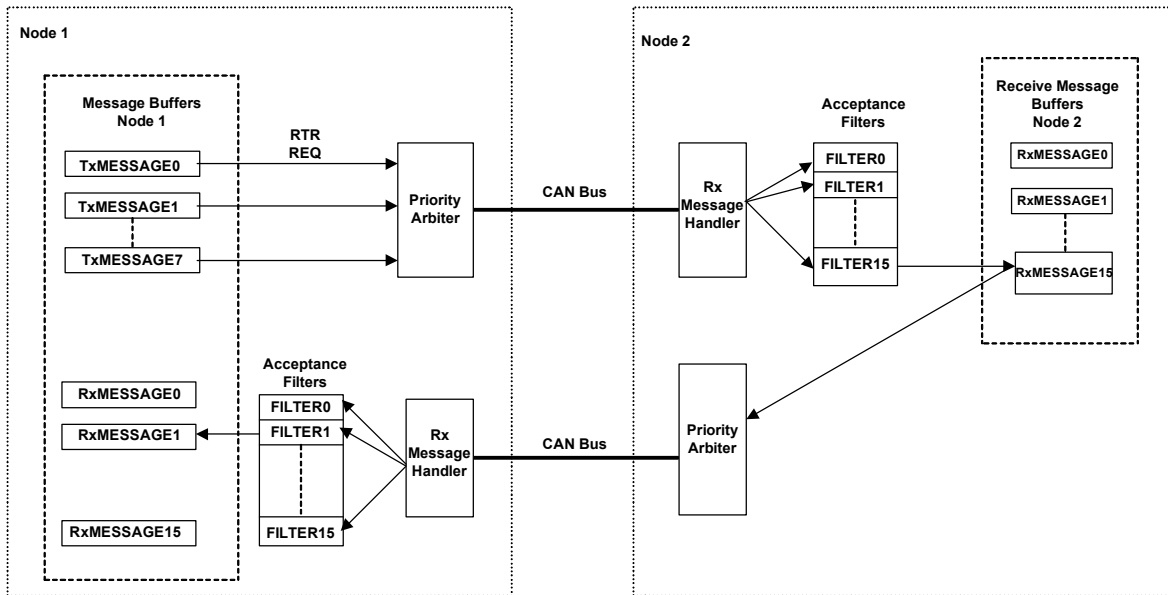 Node 1
Message Buffers
Node 1
TxMESSAGE0
TxMESSAGE1
TxMESSAGE7
RTR
REQ
Priority
Arbiter
CAN Bus
RxMESSAGE0
RxMESSAGE1
RxMESSAGE15
Acceptance
Filters
FILTER0
FILTER1
FILTER15
Rx
Message
Handler
CAN Bus
Node 2
Rx
Message
Handler
Acceptance
Filters
FILTER0
FILTER1
FILTER15
Receive Message
Buffers
Node 2
RxMESSAGE0
RxMESSAGE1
RxMESSAGE15
Priority
Arbiter